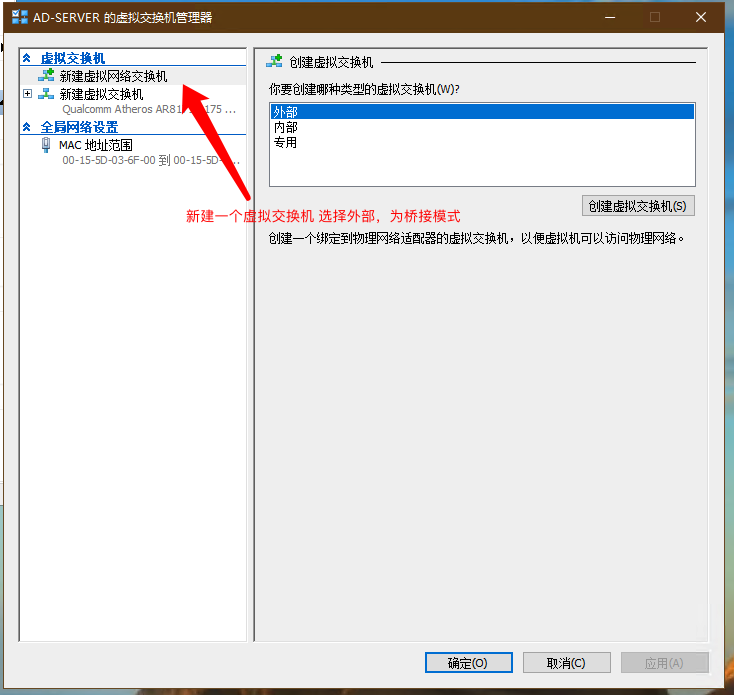 AD-SERVER 的虚拟交换机管理器
虚拟交换机
新建虚拟网络交换机
新建虚拟交换机
Qualcomm Atheros AR81 175 ...
全局网络设置
MAC 地址范围
00-15-5D-03-6F-00 到 00-15-5D- ...
创建虚拟交换机
你要创建哪种类型的虚拟交换机(W)?
外部
内部
专用
创建虚拟交换机(S)
新建一个虚拟交换机 选择外部，为桥接模式
创建一个绑定到物理网络适配器的虚拟交换机，以便虚拟机可以访问物理网络。
确定(O)
取消(C)
应用(A)